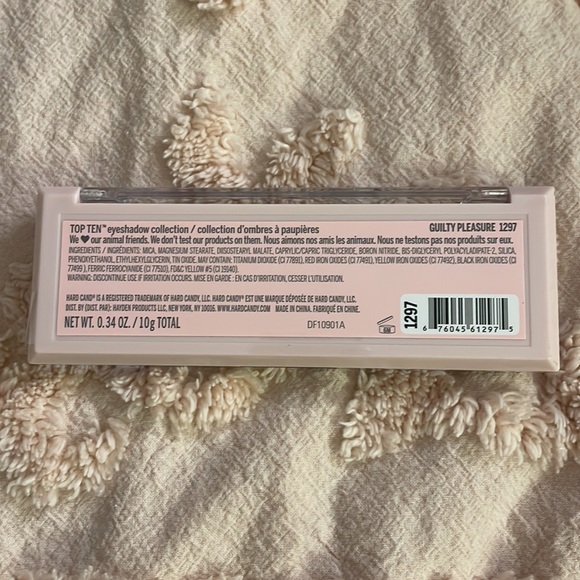 TOP TEN™ eyeshadow collection / collection d'ombres à paupières GUILTY PLEASURE 1297
We ♥ our animal friends. We don't test our products on them. Nous aimons nos amis les animaux. Nous ne testons pas nos produits sur eux.
INGREDIENTS / INGRÉDIENTS: MICA, MAGNESIUM STEARATE, DIISOSTEARYL MALATE, CAPRYLIC/CAPRIC TRIGLYCERIDE, BORON NITRIDE, BIS-DIGLYCERYL POLYACYLADIPATE-2, SILICA,
PHENOXYETHANOL, ETHYLHEXYLGLYCERIN, TIN OXIDE. MAY CONTAIN: TITANIUM DIOXIDE (CI 77891), RED IRON OXIDES (CI 77491), YELLOW IRON OXIDES (CI 77492), BLACK IRON OXIDES (CI
77499 ), FERRIC FERROCYANIDE (CI 77510), FD&C YELLOW #5 (CI 19140).
WARNING: DISCONTINUE USE IF IRRITATION OCCURS. MISE EN GARDE : EN CAS D'IRRITATION, CESSER L'UTILISATION.
HARD CANDY IS A REGISTERED TRADEMARK OF HARD CANDY, LLC. HARD CANDY EST UNE MARQUE DÉPOSÉE DE HARD CANDY, LLC.
DIST. BY (DIST. PAR): HAYDEN PRODUCTS LLC, NEW YORK, NY 10016. WWW.HARDCANDY.COM MADE IN CHINA. FABRIQUÉ EN CHINE.
NET WT. 0.34 OZ. / 10g TOTAL DF10901A
6M
1297
6 76045 61297 5